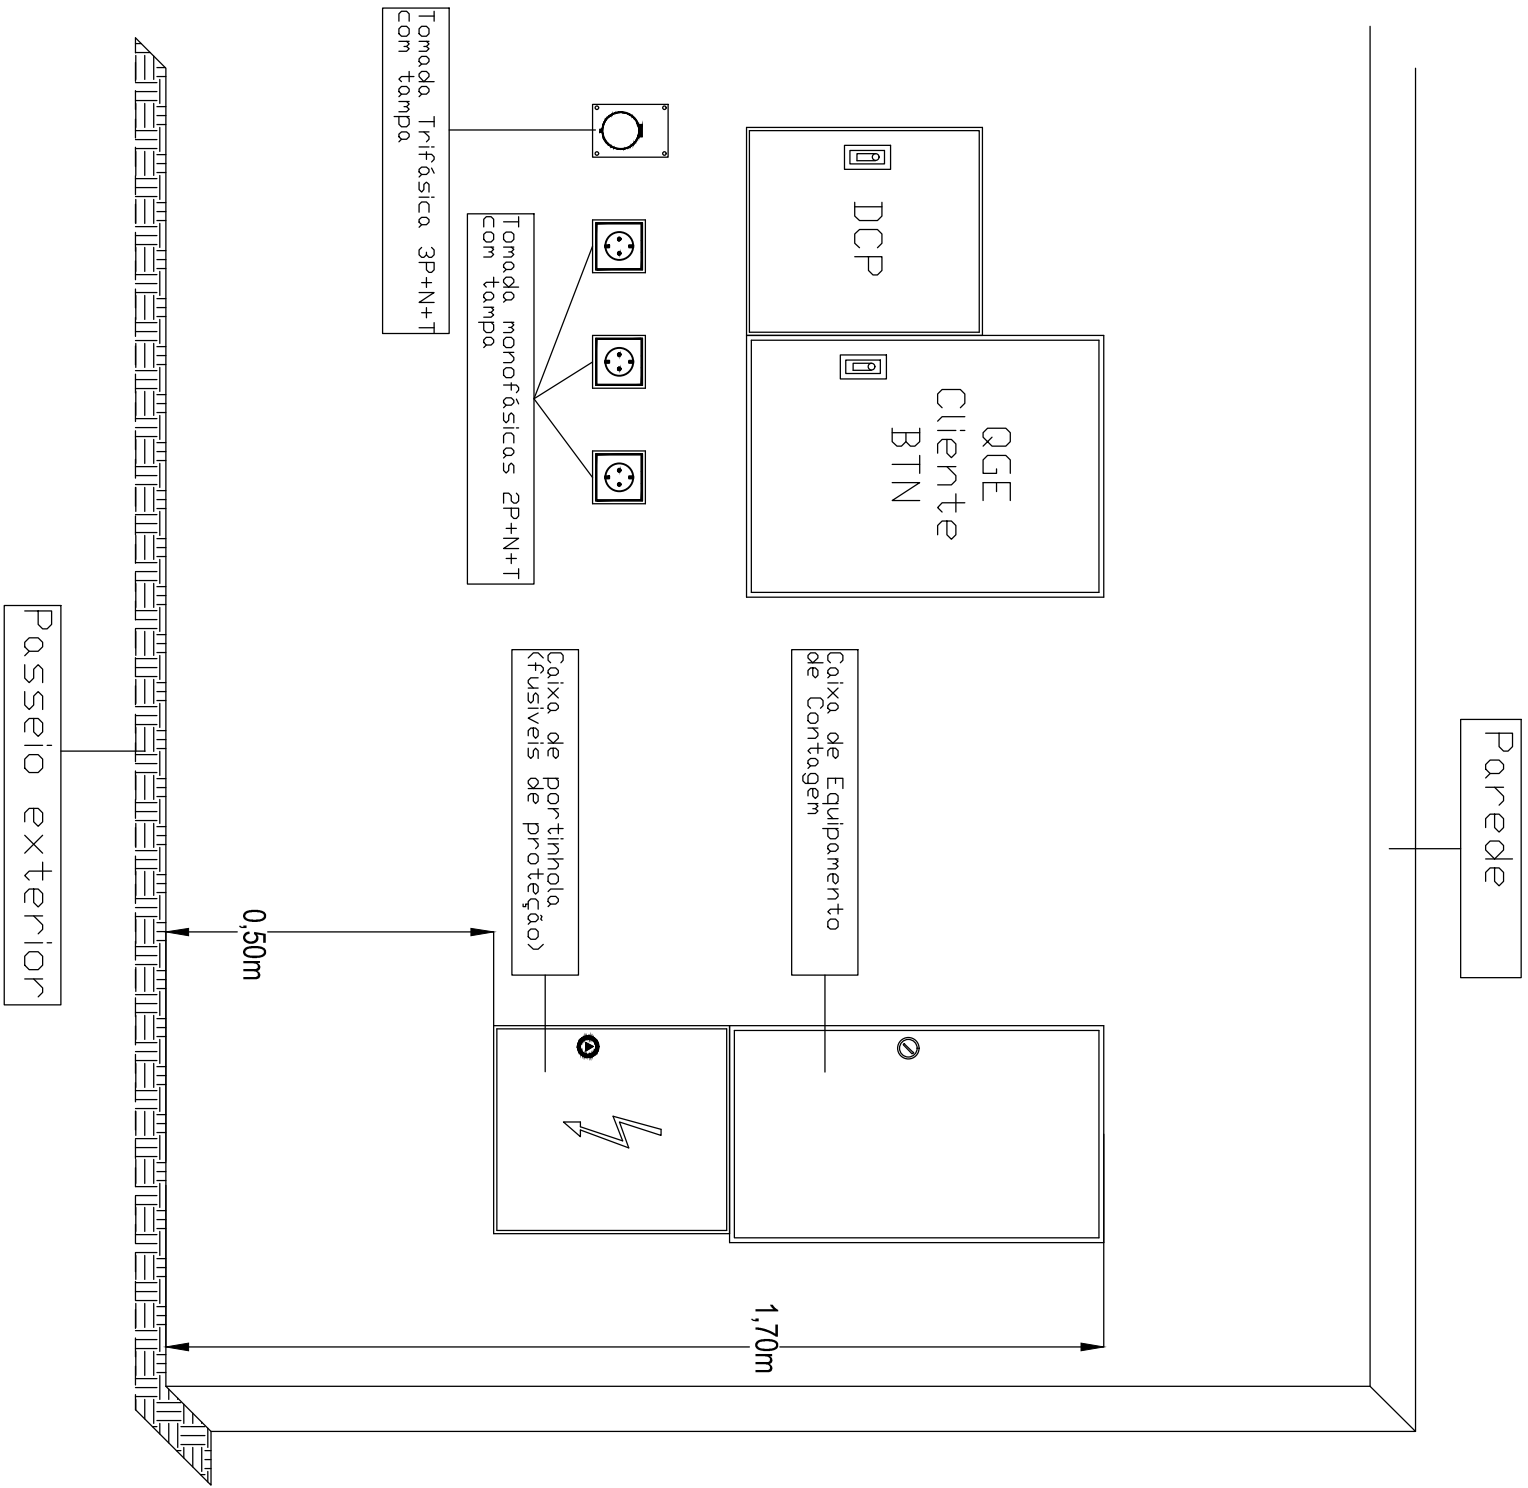 Parede
DCP
QGE
Cliente
BTN
Caixa de Equipamento
de Contagem
1,70m
Tomada Trifásica 3P+N+T
com tampa
Tomada monofásicas 2P+N+T
com tampa
Caixa de portinhola
(fusiveis de proteção)
0,50m
Passeio exterior